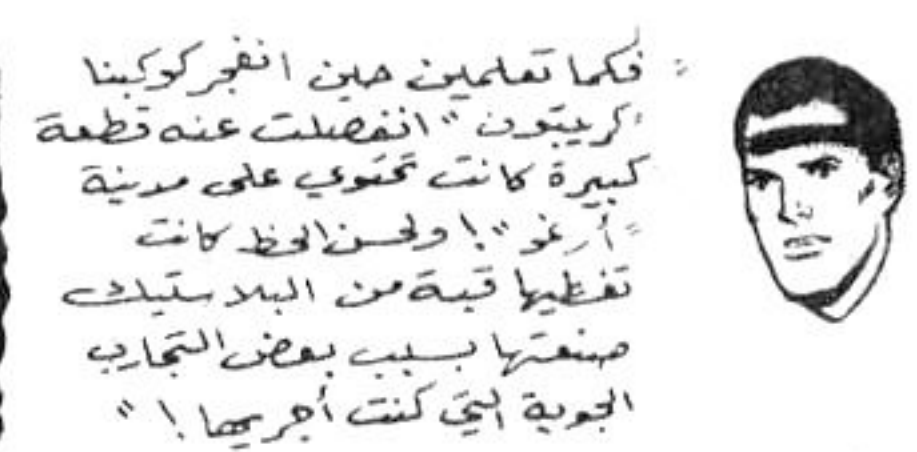 " فكما تعلمين حين انفجر كوكبنا
"كريبتون" انفصلت عنه قطعة
كبيرة كانت تحتوي على مدينة
"أرغو"! ولحسن الحظ كانت
تغطيها قبة من البلاستيك
صنعتها بسبب بعض التجارب
الجوية التي كنت أجريها! "